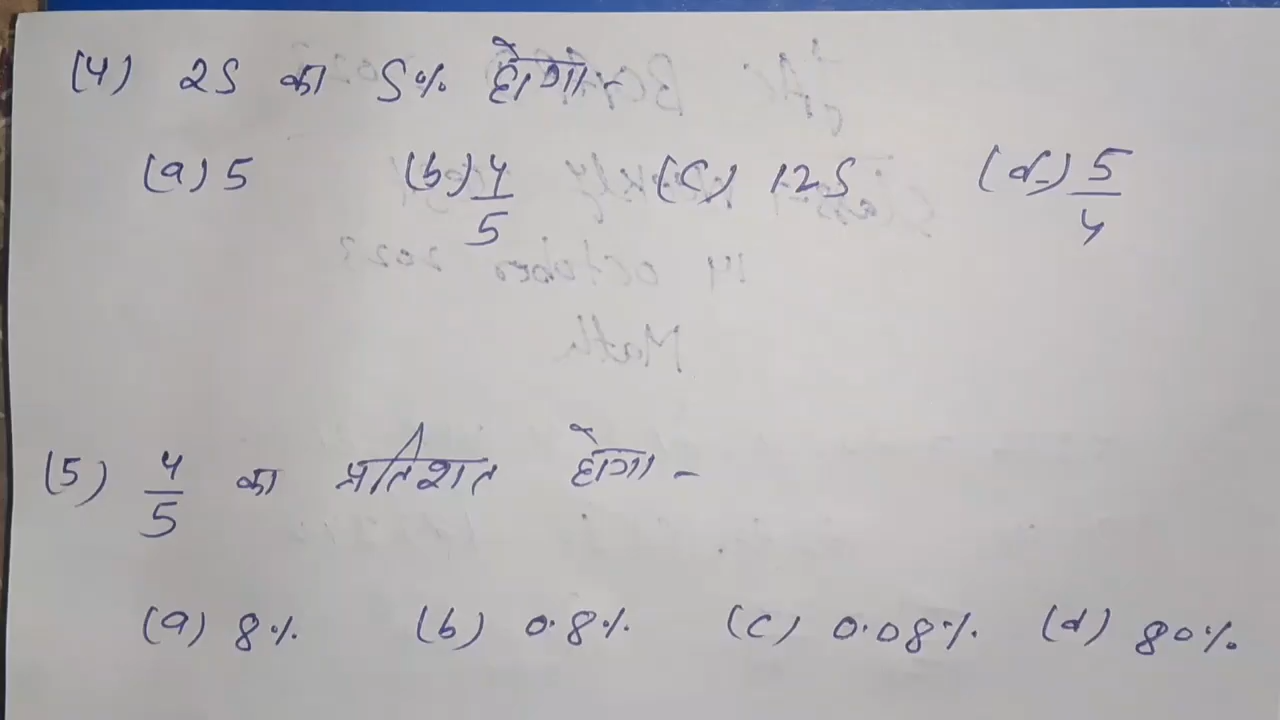 (4) 25 का 5% होगा -
(a) 5 (b) 4/5 (c) 125 (d) 5/4
(5) 4/5 का प्रतिशत होगा -
(a) 8% (b) 0.8% (c) 0.08% (d) 80%